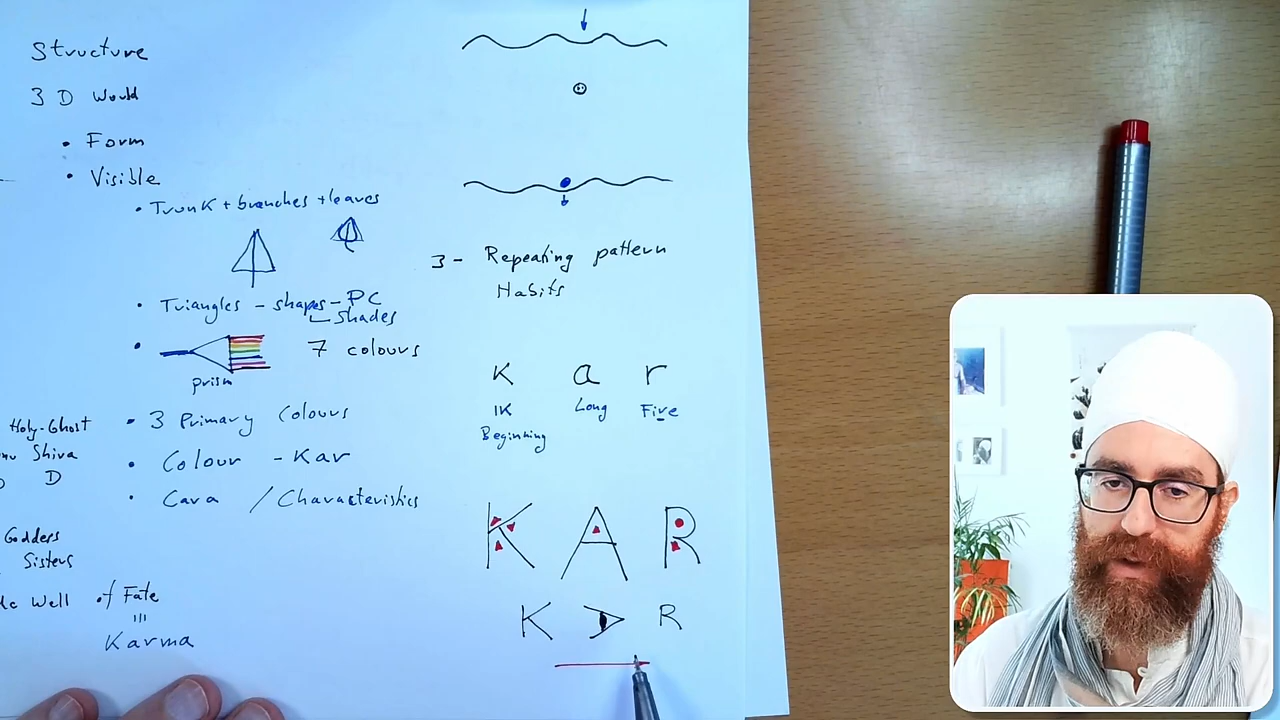 Structure
3 D World
• Form
• Visible
• Trunk + branches + leaves
• Triangles - shapes - PC
shades
7 colours
prism
Holy-Ghost
Shiva
D
• 3 Primary Colours
• Colour - Kar
• Cara / Characteristics
Goddess
Sisters
Well of Fate
Karma
3 - Repeating pattern
Habits
K a r
IK Long Five
Beginning
K A R
K A R